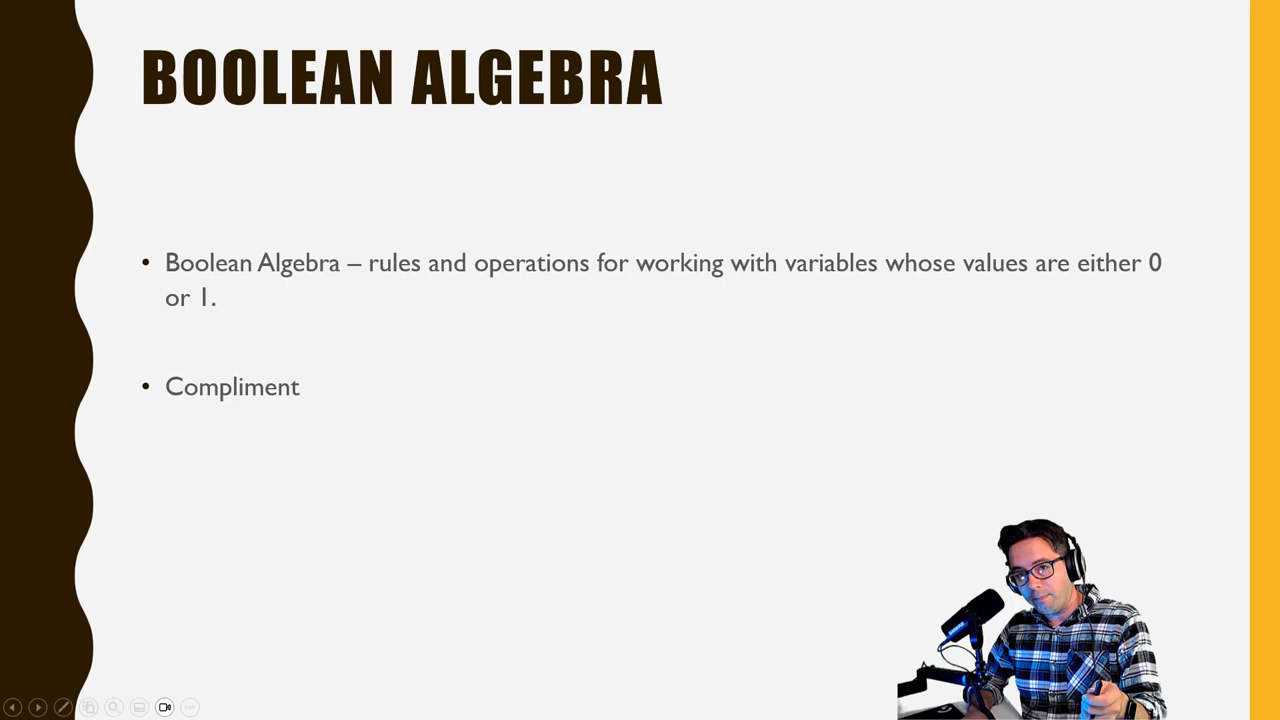 BOOLEAN ALGEBRA
• Boolean Algebra – rules and operations for working with variables whose values are either 0
or 1.
• Compliment